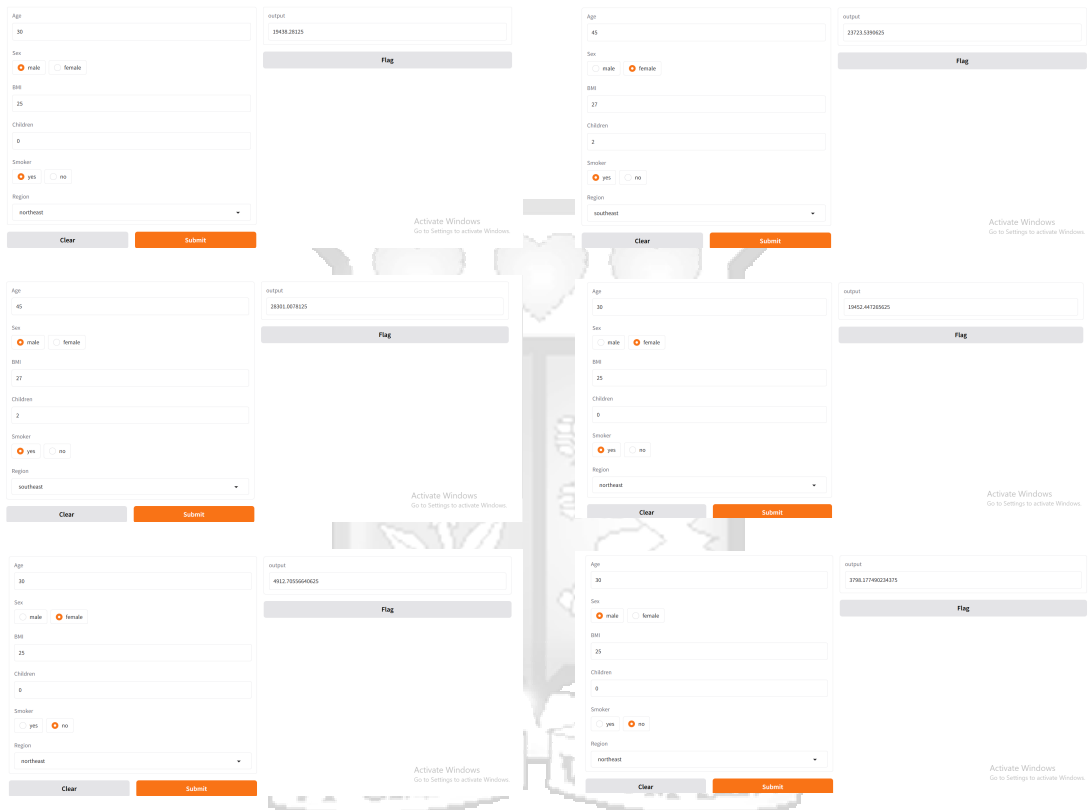 Age
30
Sex
male female
BMI
25
Children
0
Smoker
yes no
Region
northeast
Clear Submit
output
19438.28125
Flag
Activate Windows
Go to Settings to activate Windows.
Age
45
Sex
male female
BMI
27
Children
2
Smoker
yes no
Region
southeast
Clear Submit
output
23723.5390625
Flag
Activate Windows
Go to Settings to activate Windows.
Age
45
Sex
male female
BMI
27
Children
2
Smoker
yes no
Region
southeast
Clear Submit
output
28301.0078125
Flag
Activate Windows
Go to Settings to activate Windows.
Age
30
Sex
male female
BMI
25
Children
0
Smoker
yes no
Region
northeast
Clear Submit
output
19452.447265625
Flag
Activate Windows
Go to Settings to activate Windows.
Age
30
Sex
male female
BMI
25
Children
0
Smoker
yes no
Region
northeast
Clear Submit
output
4912.70556640625
Flag
Activate Windows
Go to Settings to activate Windows.
Age
30
Sex
male female
BMI
25
Children
0
Smoker
yes no
Region
northeast
Clear Submit
output
3798.177490234375
Flag
Activate Windows
Go to Settings to activate Windows.